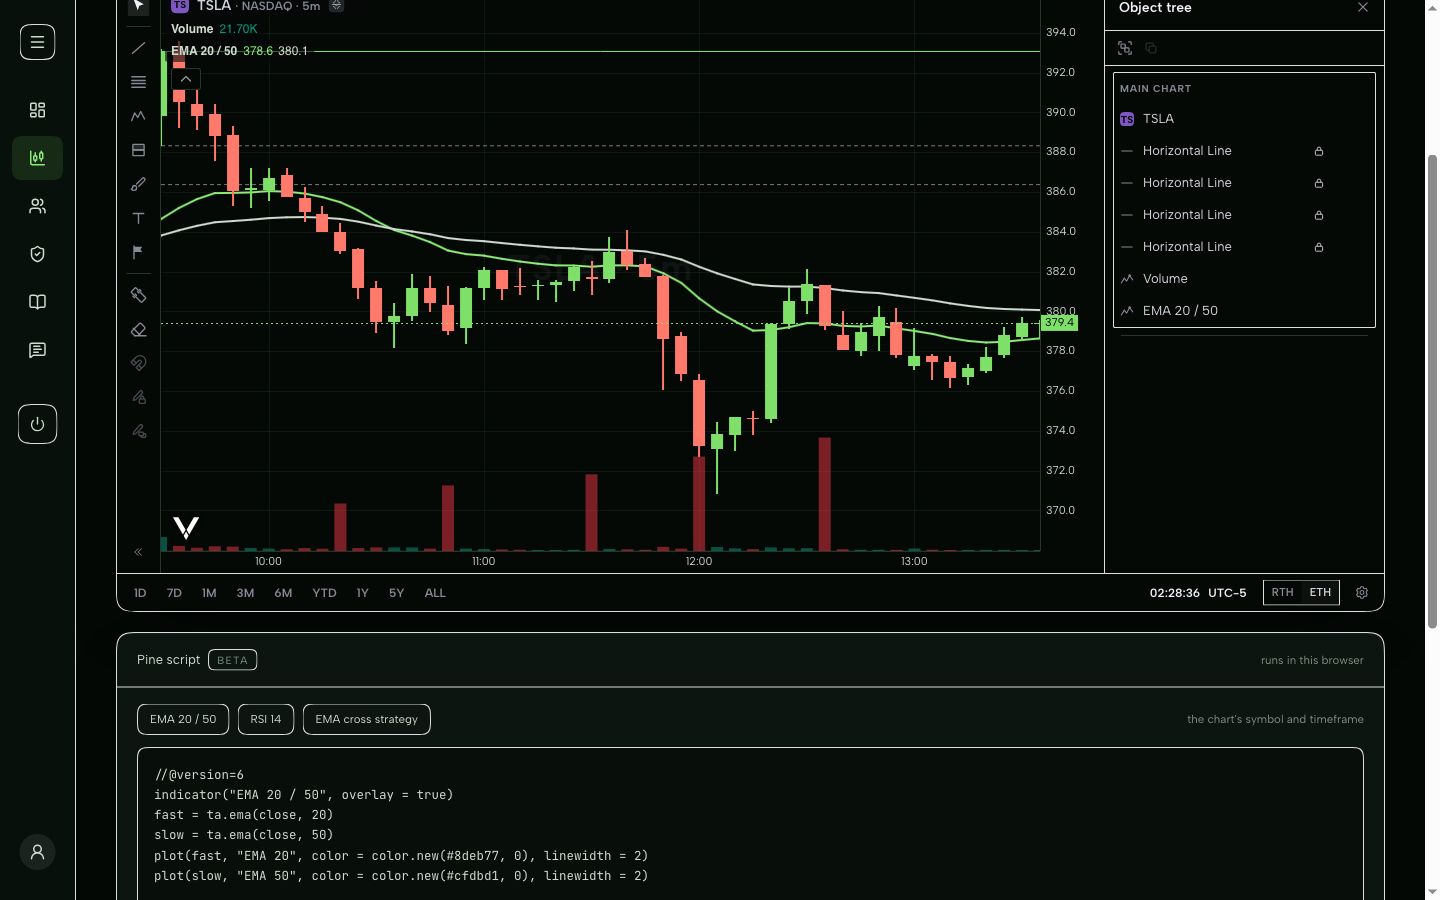 TS TSLA · NASDAQ · 5m
Volume 21.70K
EMA 20 / 50 378.6 380.1
394.0
392.0
390.0
388.0
386.0
384.0
382.0
380.0
379.4
378.0
376.0
374.0
372.0
370.0
10:00 11:00 12:00 13:00
Object tree
MAIN CHART
TS TSLA
Horizontal Line
Horizontal Line
Horizontal Line
Horizontal Line
Volume
EMA 20 / 50
1D 7D 1M 3M 6M YTD 1Y 5Y ALL 02:28:36 UTC-5 RTH ETH
Pine script BETA runs in this browser
EMA 20 / 50 RSI 14 EMA cross strategy the chart's symbol and timeframe
//@version=6
indicator("EMA 20 / 50", overlay = true)
fast = ta.ema(close, 20)
slow = ta.ema(close, 50)
plot(fast, "EMA 20", color = color.new(#8deb77, 0), linewidth = 2)
plot(slow, "EMA 50", color = color.new(#cfdbd1, 0), linewidth = 2)